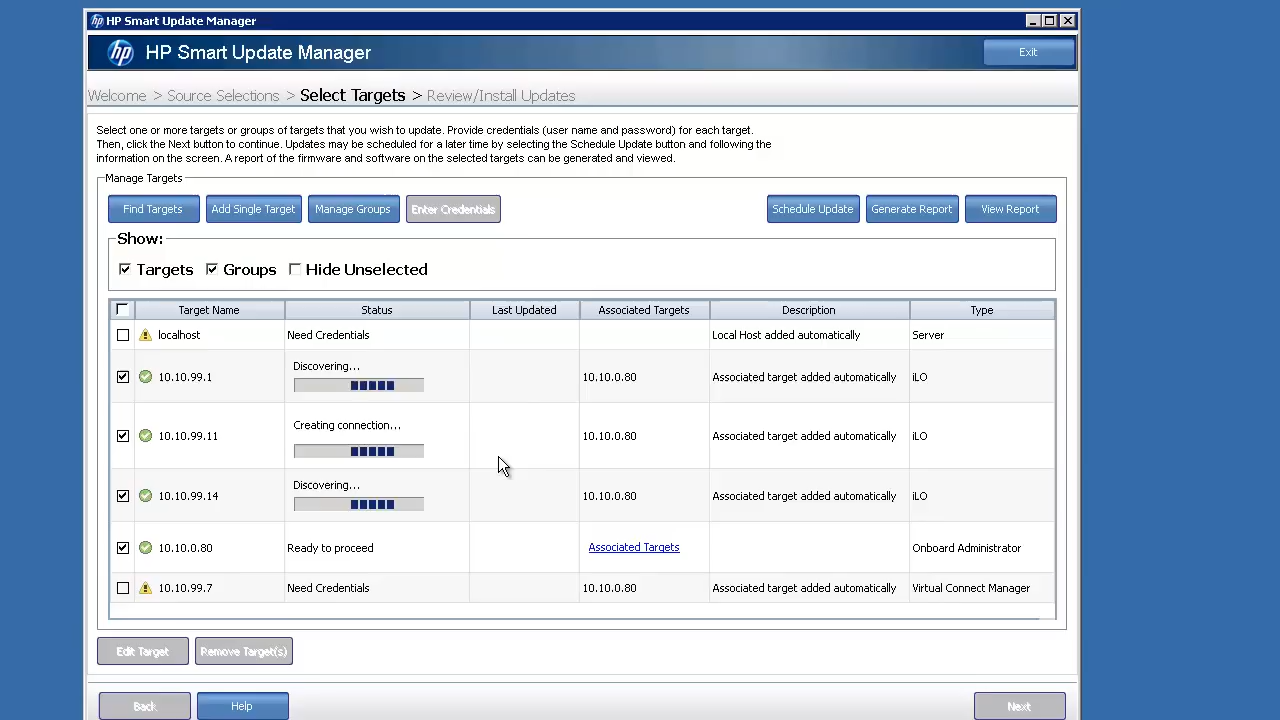 HP Smart Update Manager
hp HP Smart Update Manager Exit
Welcome > Source Selections > Select Targets > Review/Install Updates
Select one or more targets or groups of targets that you wish to update. Provide credentials (user name and password) for each target.
Then, click the Next button to continue. Updates may be scheduled for a later time by selecting the Schedule Update button and following the
information on the screen. A report of the firmware and software on the selected targets can be generated and viewed.
Manage Targets
Find Targets Add Single Target Manage Groups Enter Credentials Schedule Update Generate Report View Report
Show:
Targets Groups Hide Unselected
Target Name Status Last Updated Associated Targets Description Type
localhost Need Credentials Local Host added automatically Server
10.10.99.1 Discovering... 10.10.0.80 Associated target added automatically iLO
10.10.99.11 Creating connection... 10.10.0.80 Associated target added automatically iLO
10.10.99.14 Discovering... 10.10.0.80 Associated target added automatically iLO
10.10.0.80 Ready to proceed Associated Targets Onboard Administrator
10.10.99.7 Need Credentials 10.10.0.80 Associated target added automatically Virtual Connect Manager
Edit Target Remove Target(s)
Back Help Next